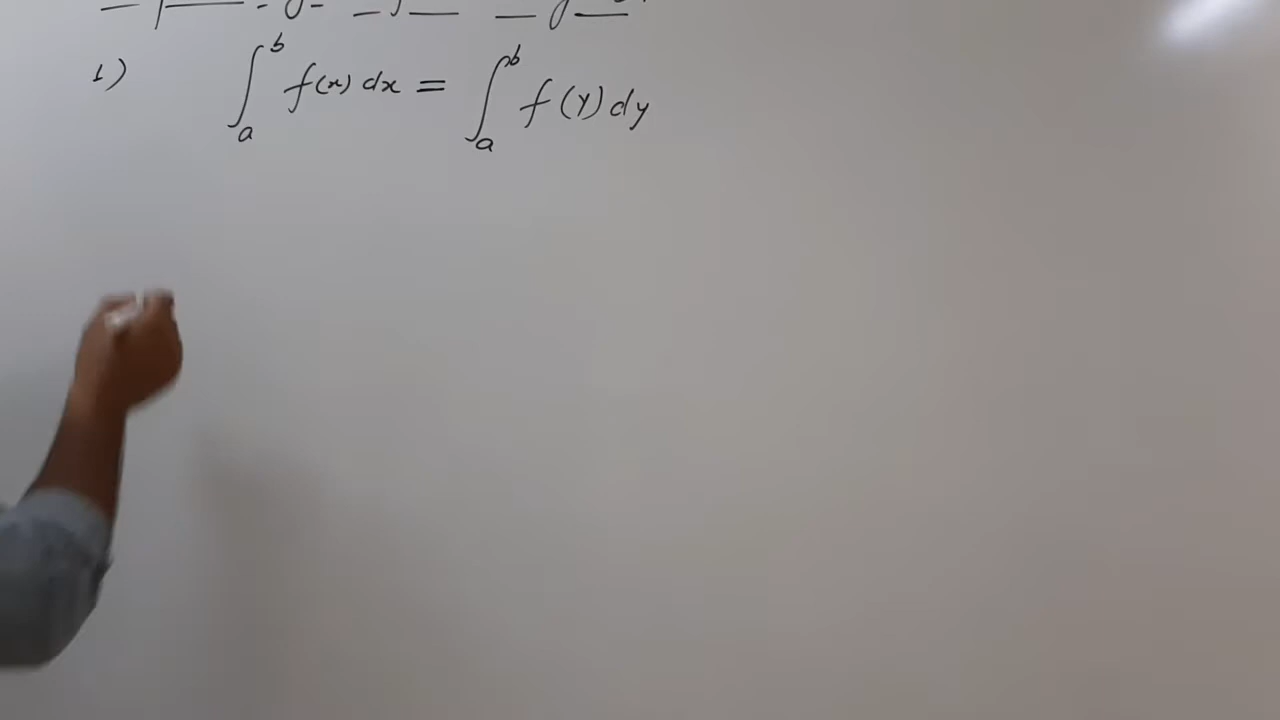 1) ∫_a^b f(x) dx = ∫_a^b f(y) dy